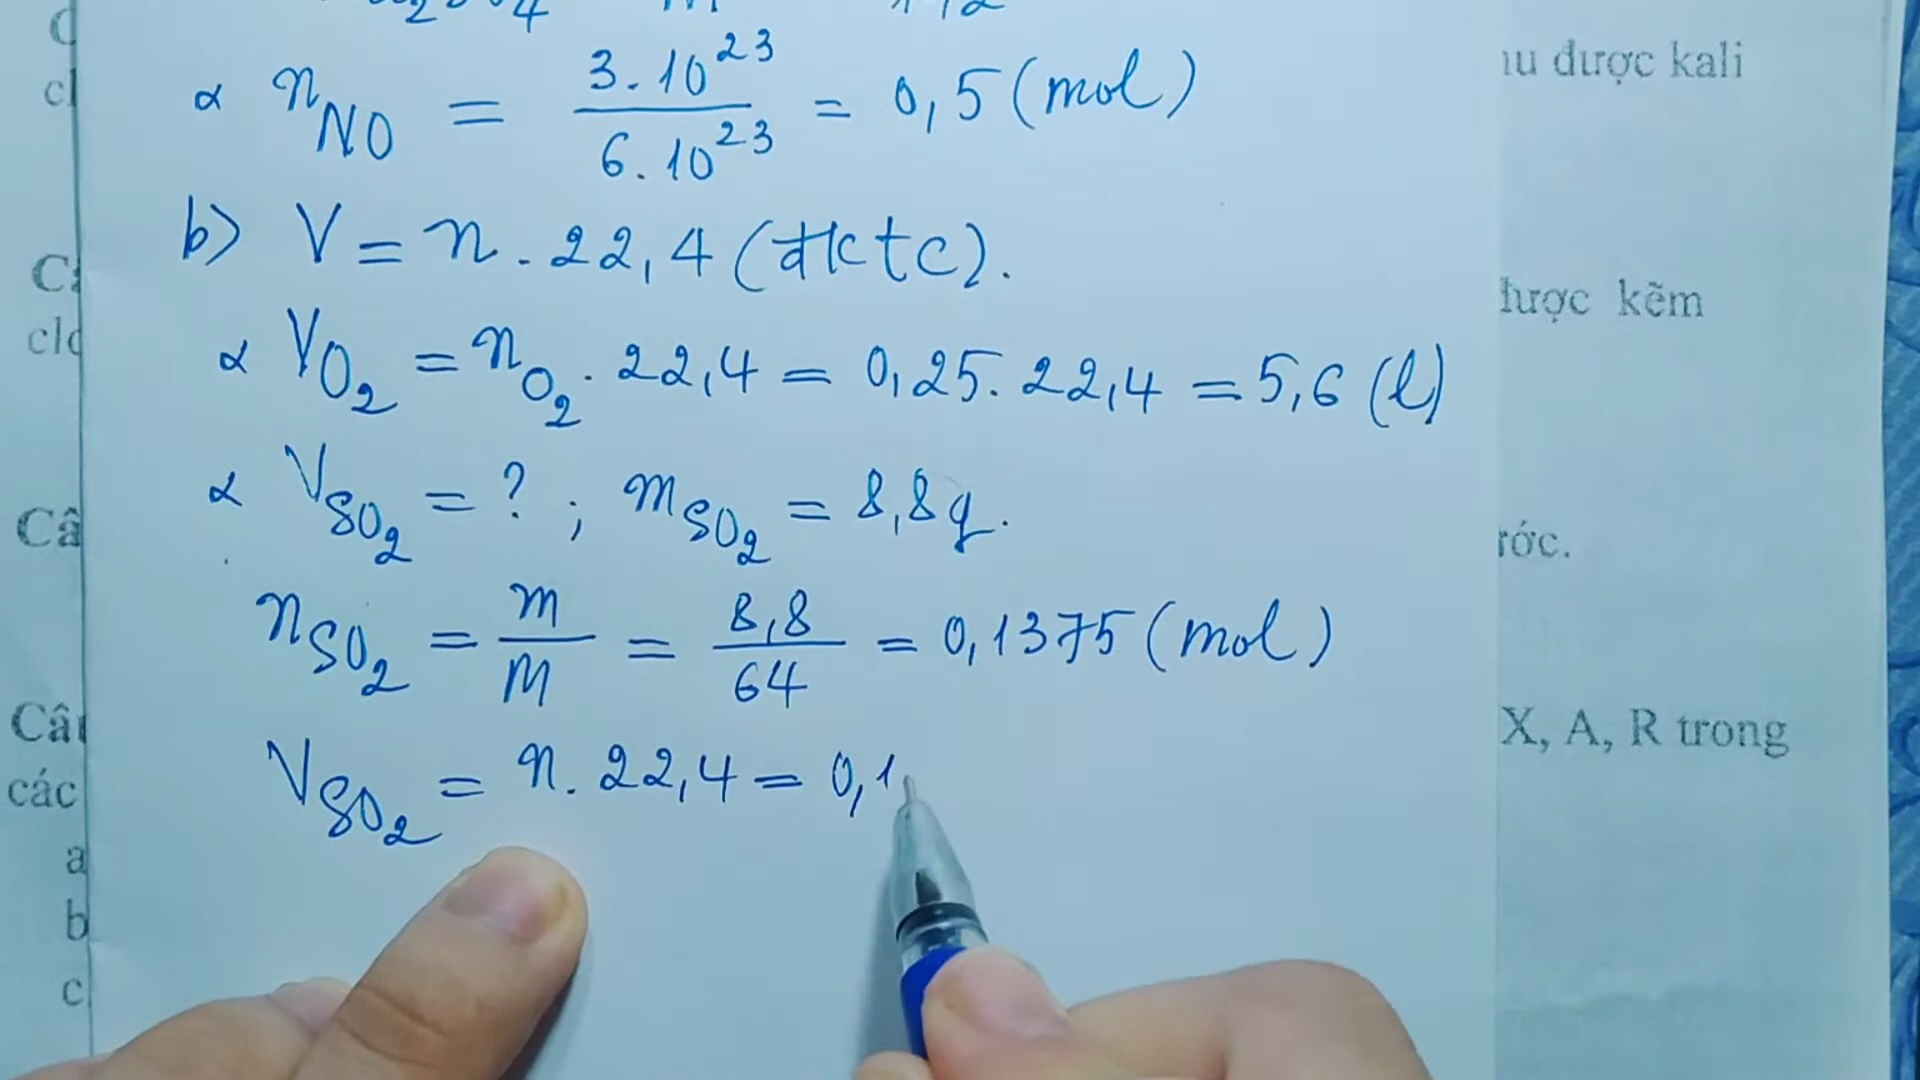 ∝ n_NO = 3.10^23 / 6.10^23 = 0,5 (mol)
b) V = n . 22,4 (đktc).
∝ V_O2 = n_O2 . 22,4 = 0,25. 22,4 = 5,6 (l)
∝ V_SO2 = ? ; m_SO2 = 8,8g.
n_SO2 = m / M = 8,8 / 64 = 0,1375 (mol)
V_SO2 = n. 22,4 = 0,1
được kali
được kẽm
X, A, R trong
các
a
b
c